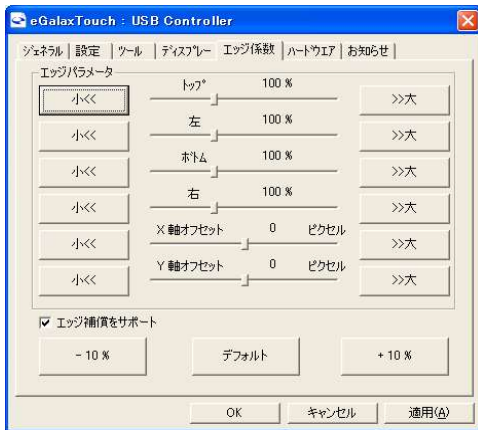 eGalaxTouch : USB Controller
ｼﾞｪﾈﾗﾙ 設定 ﾂｰﾙ ﾃﾞｨｽﾌﾟﾚｰ エッジ係数 ﾊｰﾄﾞｳｴｱ お知らせ
エッジパラメータ
小<< ﾄｯﾌﾟ 100 % >>大
小<< 左 100 % >>大
小<< ﾎﾞﾄﾑ 100 % >>大
小<< 右 100 % >>大
小<< X 軸オフセット 0 ピクセル >>大
小<< Y 軸オフセット 0 ピクセル >>大
エッジ補償をサポート
- 10 % デフォルト + 10 %
OK キャンセル 適用(A)